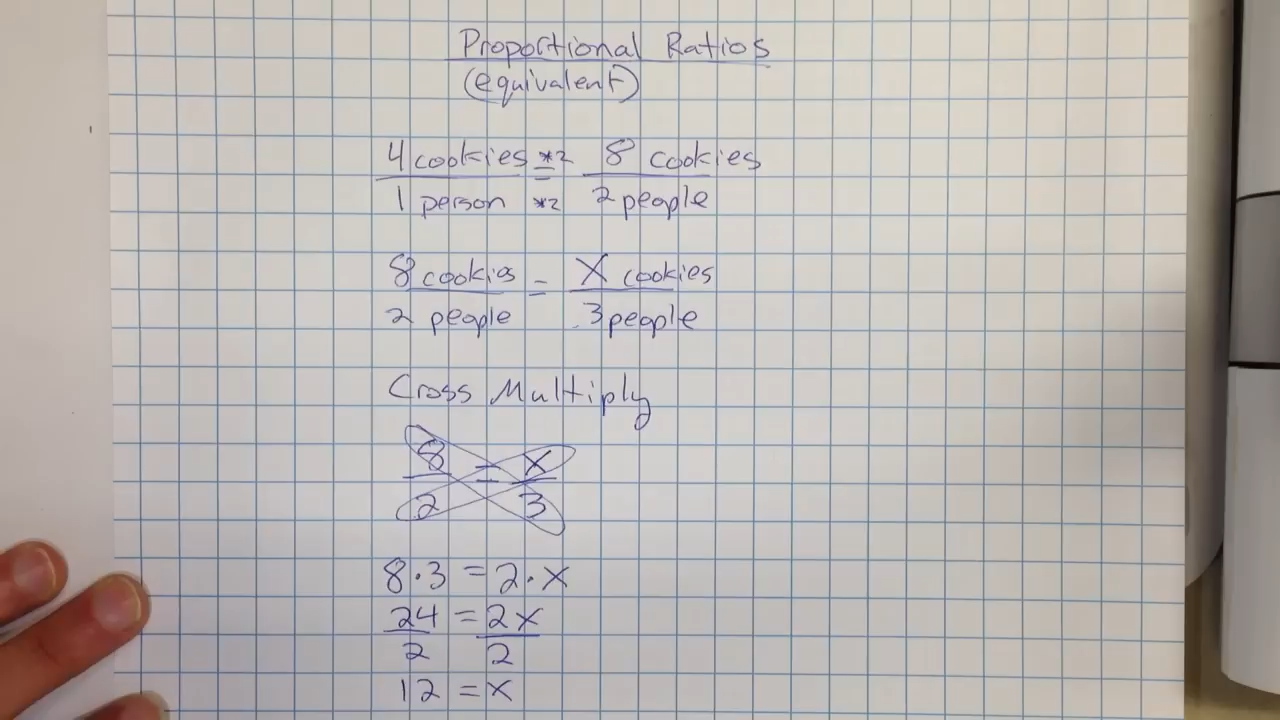 Proportional Ratios
(equivalent)
4 cookies *2 = 8 cookies
1 person *2 2 people
8 cookies = X cookies
2 people 3 people
Cross Multiply
8 = x
2 3
8·3 = 2·x
24 = 2x
2 2
12 = x